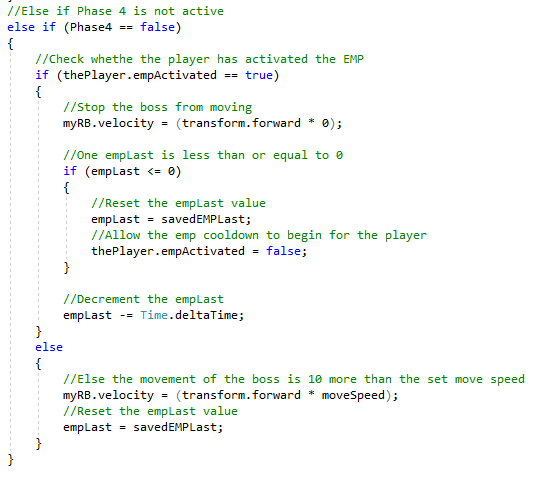 //Else if Phase 4 is not active
else if (Phase4 == false)
{
//Check whethe the player has activated the EMP
if (thePlayer.empActivated == true)
{
//Stop the boss from moving
myRB.velocity = (transform.forward * 0);
//One empLast is less than or equal to 0
if (empLast <= 0)
{
//Reset the empLast value
empLast = savedEMPLast;
//Allow the emp cooldown to begin for the player
thePlayer.empActivated = false;
}
//Decrement the empLast
empLast -= Time.deltaTime;
}
else
{
//Else the movement of the boss is 10 more than the set move speed
myRB.velocity = (transform.forward * moveSpeed);
//Reset the empLast value
empLast = savedEMPLast;
}
}